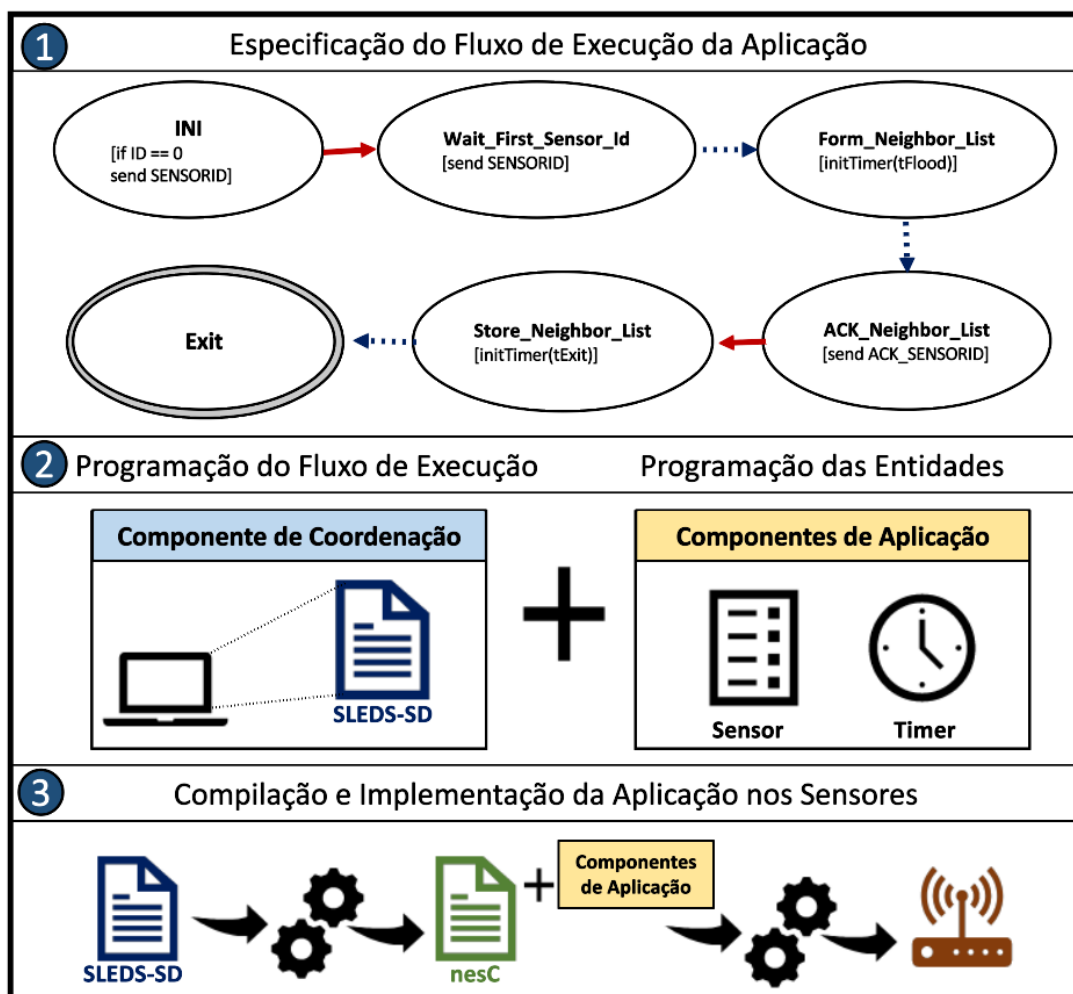 1 Especificação do Fluxo de Execução da Aplicação
INI
[if ID == 0
send SENSORID]
Wait_First_Sensor_Id
[send SENSORID]
Form_Neighbor_List
[initTimer(tFlood)]
Exit
Store_Neighbor_List
[initTimer(tExit)]
ACK_Neighbor_List
[send ACK_SENSORID]
2 Programação do Fluxo de Execução
Programação das Entidades
Componente de Coordenação
SLEDS-SD
Componentes de Aplicação
Sensor
Timer
3 Compilação e Implementação da Aplicação nos Sensores
SLEDS-SD
nesC
Componentes
de Aplicação